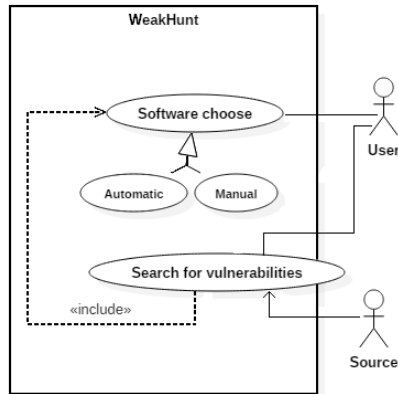 WeakHunt
Software choose
User
Automatic
Manual
Search for vulnerabilities
«include»
Source